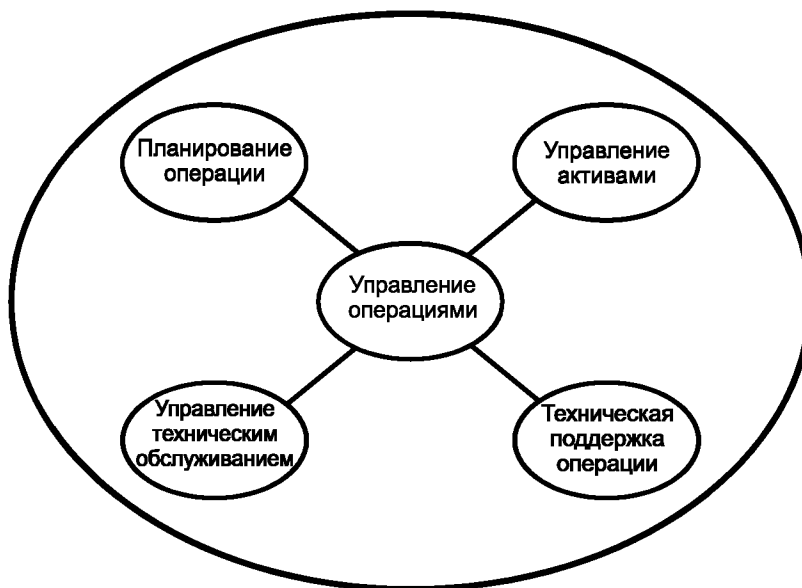 Планирование
операции
Управление
активами
Управление
операциями
Управление
техническим
обслуживанием
Техническая
поддержка
операции